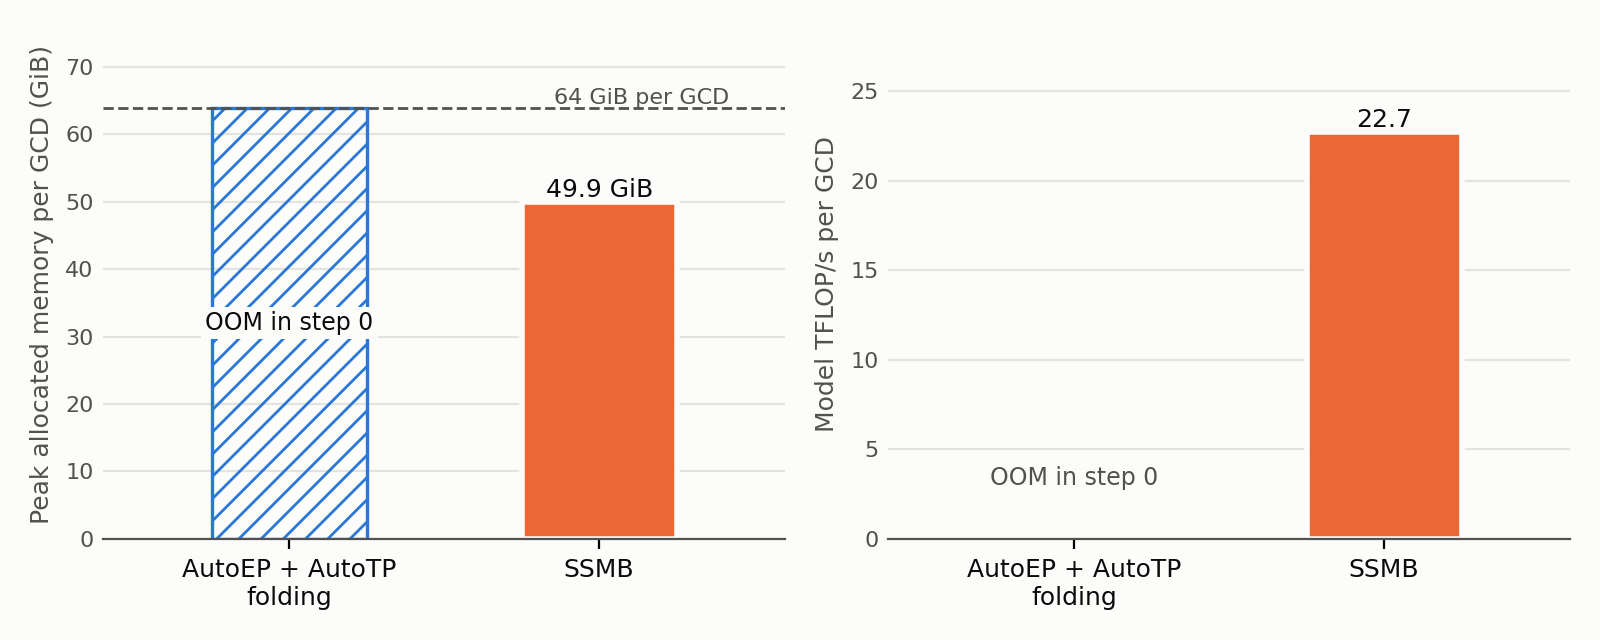 Peak allocated memory per GCD (GiB)
70
60
50
40
30
20
10
0
64 GiB per GCD
OOM in step 0
49.9 GiB
AutoEP + AutoTP
folding
SSMB
Model TFLOP/s per GCD
25
20
15
10
5
0
22.7
OOM in step 0
AutoEP + AutoTP
folding
SSMB